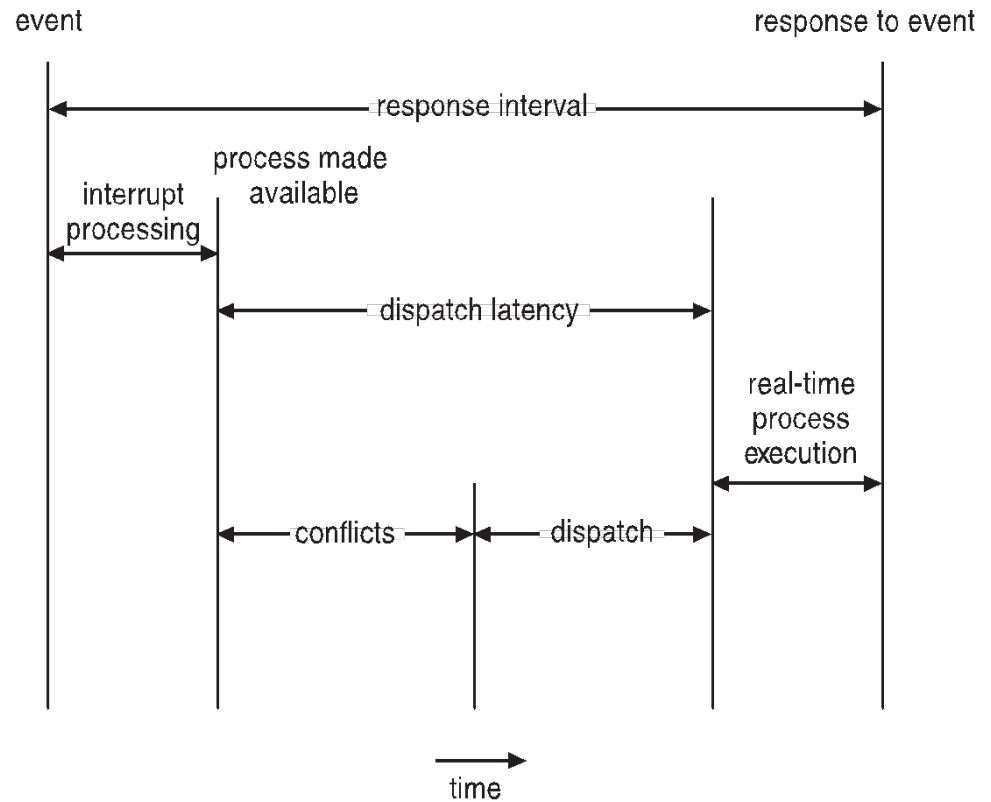 event
response to event
response interval
process made
available
interrupt
processing
dispatch latency
real-time
process
execution
conflicts
dispatch
time